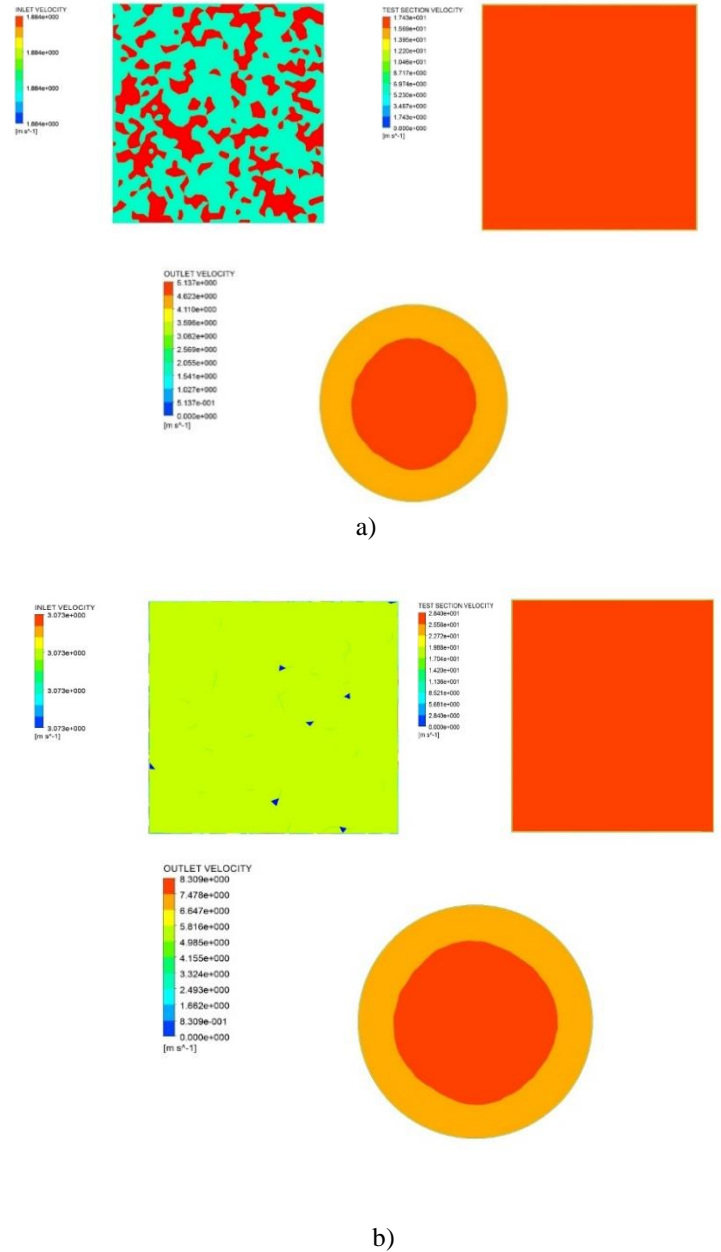 INLET VELOCITY
1.884e+000
1.884e+000
1.884e+000
1.884e+000
[m s^-1]
TEST SECTION VELOCITY
1.743e+001
1.569e+001
1.395e+001
1.220e+001
1.046e+001
8.717e+000
6.974e+000
5.230e+000
3.487e+000
1.743e+000
0.000e+000
[m s^-1]
OUTLET VELOCITY
5.137e+000
4.623e+000
4.110e+000
3.596e+000
3.082e+000
2.569e+000
2.055e+000
1.541e+000
1.027e+000
5.137e-001
0.000e+000
[m s^-1]
a)
INLET VELOCITY
3.073e+000
3.073e+000
3.073e+000
3.073e+000
[m s^-1]
TEST SECTION VELOCITY
2.840e+001
2.556e+001
2.272e+001
1.988e+001
1.704e+001
1.420e+001
1.136e+001
8.521e+000
5.681e+000
2.840e+000
0.000e+000
[m s^-1]
OUTLET VELOCITY
8.309e+000
7.478e+000
6.647e+000
5.816e+000
4.985e+000
4.155e+000
3.324e+000
2.493e+000
1.662e+000
8.309e-001
0.000e+000
[m s^-1]
b)